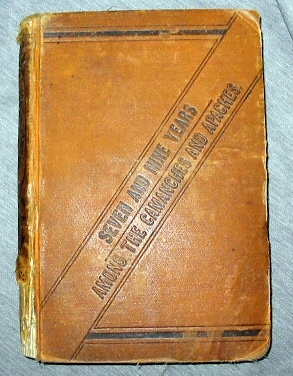 SEVEN AND NINE YEARS
AMONG THE CAMANCHES AND APACHES.